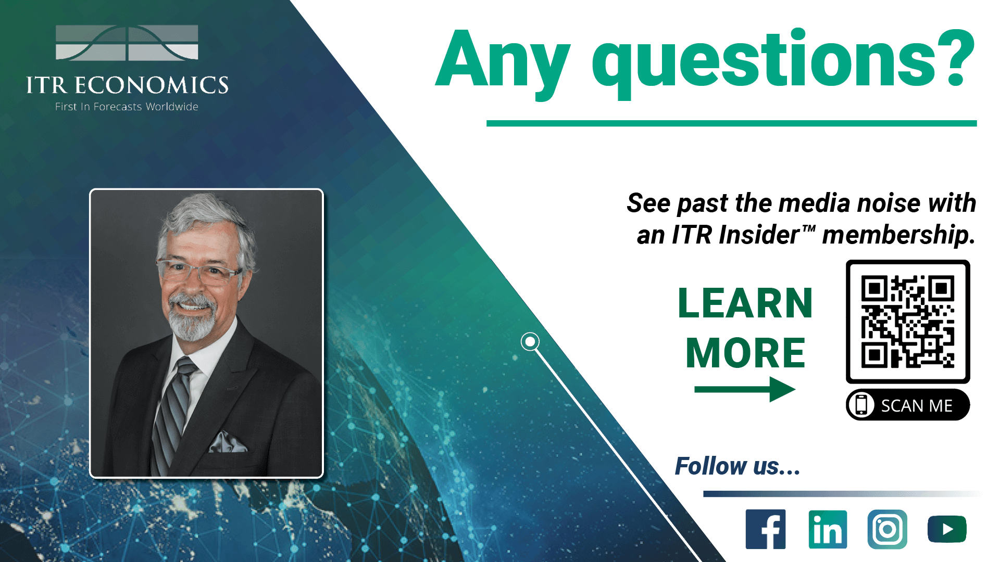 ITR ECONOMICS
First In Forecasts Worldwide
Any questions?
See past the media noise with
an ITR Insider™ membership.
LEARN
MORE
SCAN ME
Follow us...